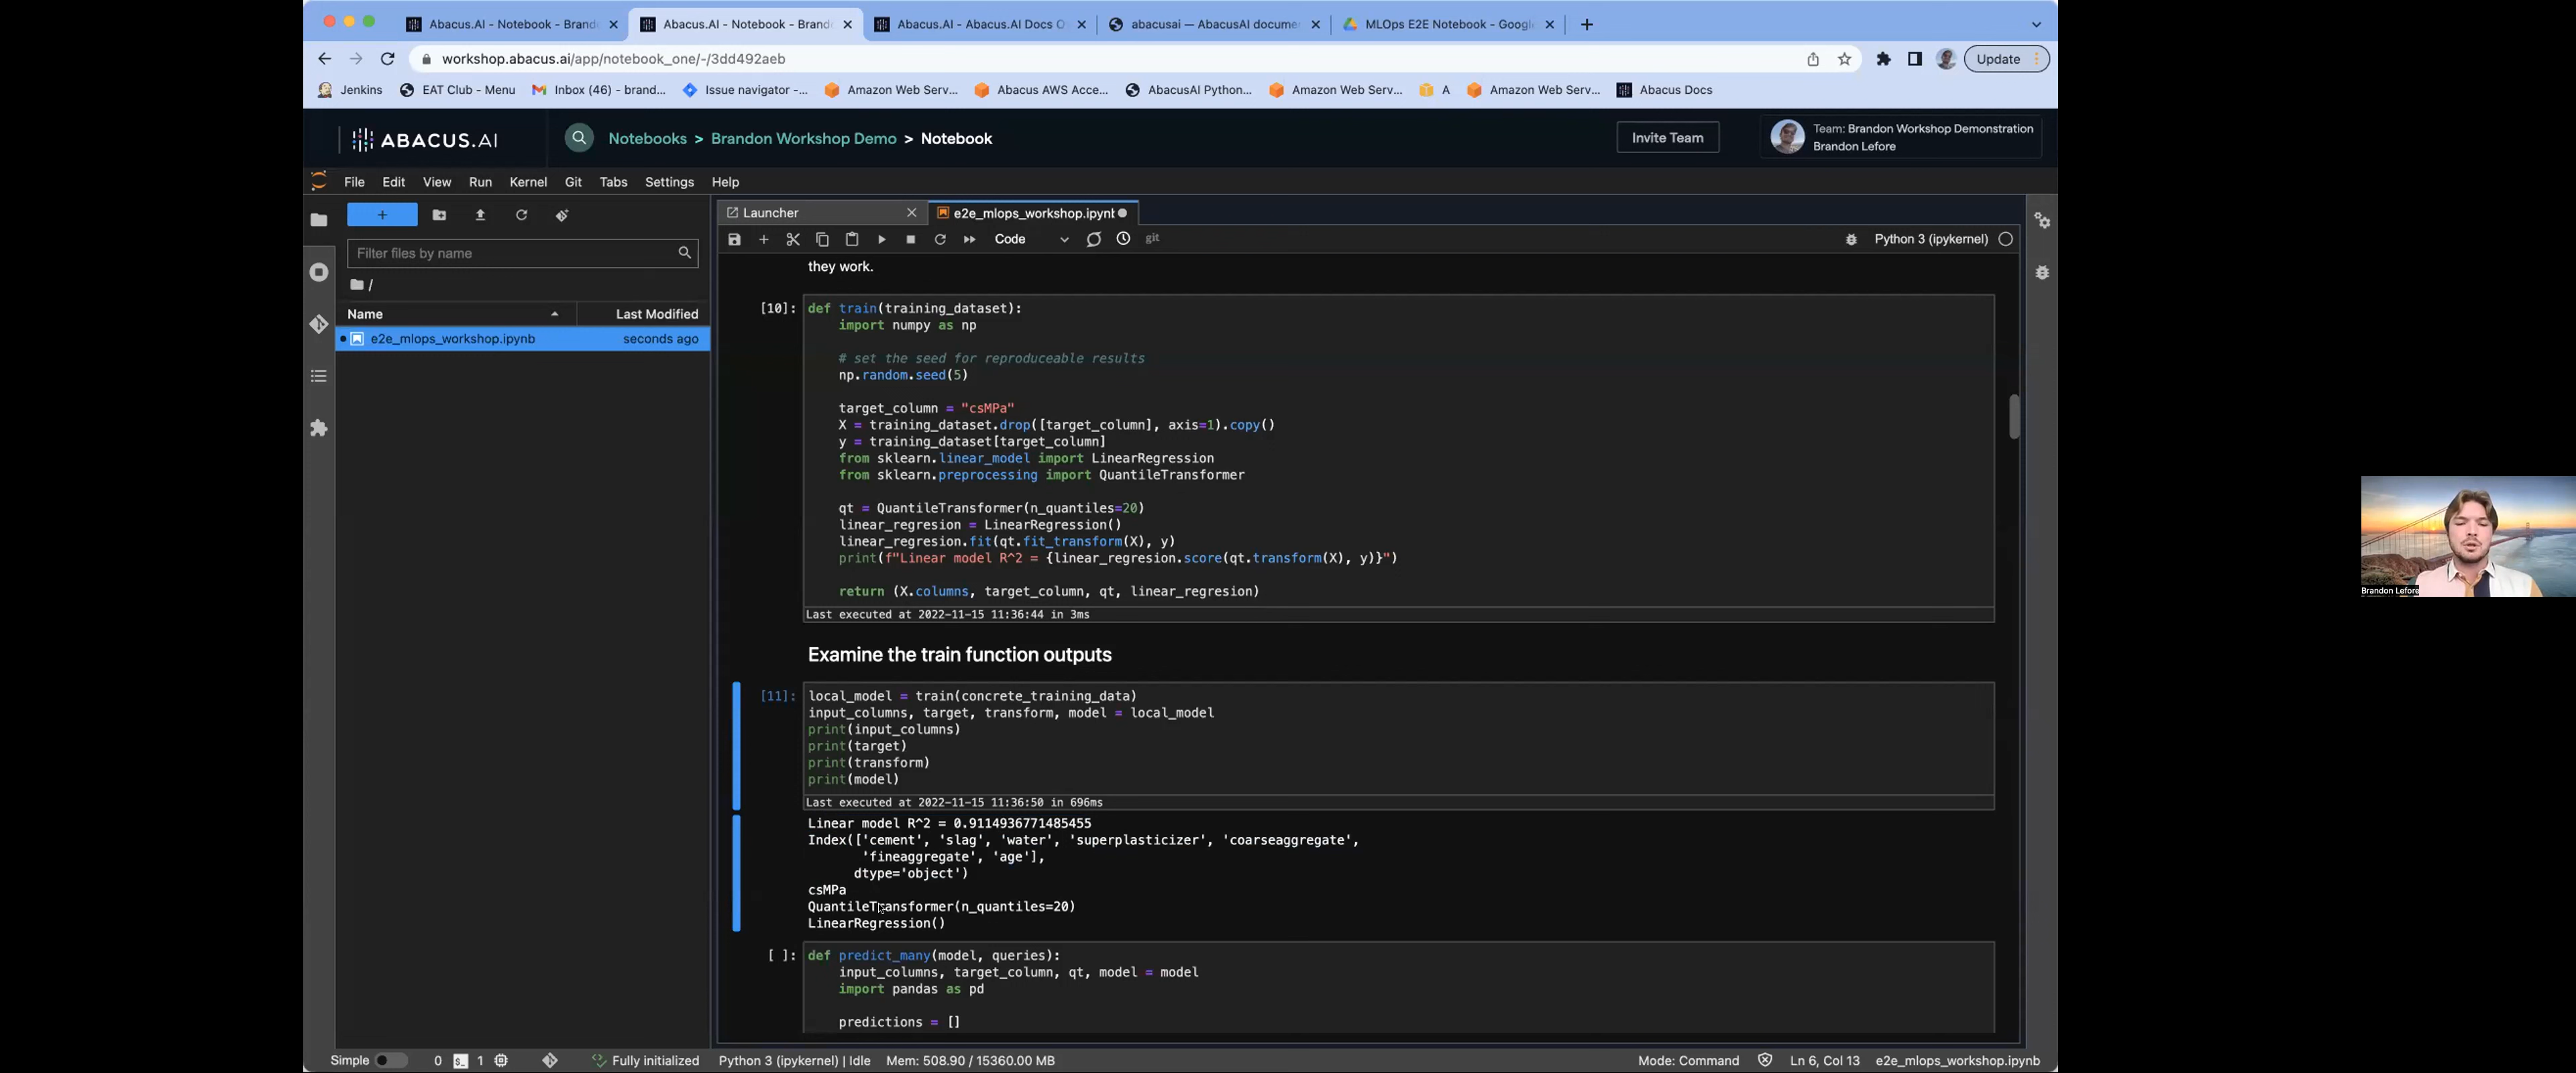 Abacus.AI - Notebook - Brand
Abacus.AI - Notebook - Brand
Abacus.AI - Abacus.AI Docs O
abacusai — AbacusAI docume
MLOps E2E Notebook - Googl
workshop.abacus.ai/app/notebook_one/-/3dd492aeb
Update
Jenkins
EAT Club - Menu
Inbox (46) - brand...
Issue navigator -...
Amazon Web Serv...
Abacus AWS Acce...
AbacusAI Python...
Amazon Web Serv...
A
Amazon Web Serv...
Abacus Docs
ABACUS.AI
Notebooks > Brandon Workshop Demo > Notebook
Invite Team
Team: Brandon Workshop Demonstration
Brandon Lefore
File Edit View Run Kernel Git Tabs Settings Help
+
Filter files by name
/
Name Last Modified
e2e_mlops_workshop.ipynb seconds ago
Launcher
e2e_mlops_workshop.ipynb
Code
git
Python 3 (ipykernel)
they work.
[10]:
def train(training_dataset):
    import numpy as np
    # set the seed for reproduceable results
    np.random.seed(5)
    target_column = "csMPa"
    X = training_dataset.drop([target_column], axis=1).copy()
    y = training_dataset[target_column]
    from sklearn.linear_model import LinearRegression
    from sklearn.preprocessing import QuantileTransformer
    qt = QuantileTransformer(n_quantiles=20)
    linear_regresion = LinearRegression()
    linear_regresion.fit(qt.fit_transform(X), y)
    print(f"Linear model R^2 = {linear_regresion.score(qt.transform(X), y)}")
    return (X.columns, target_column, qt, linear_regresion)
Last executed at 2022-11-15 11:36:44 in 3ms
Examine the train function outputs
[11]:
local_model = train(concrete_training_data)
input_columns, target, transform, model = local_model
print(input_columns)
print(target)
print(transform)
print(model)
Last executed at 2022-11-15 11:36:50 in 696ms
Linear model R^2 = 0.9114936771485455
Index(['cement', 'slag', 'water', 'superplasticizer', 'coarseaggregate',
       'fineaggregate', 'age'],
      dtype='object')
csMPa
QuantileTransformer(n_quantiles=20)
LinearRegression()
[ ]:
def predict_many(model, queries):
    input_columns, target_column, qt, model = model
    import pandas as pd
    predictions = []
Simple
0
1
Fully initialized
Python 3 (ipykernel) | Idle
Mem: 508.90 / 15360.00 MB
Mode: Command
Ln 6, Col 13
e2e_mlops_workshop.ipynb
Brandon Lefore